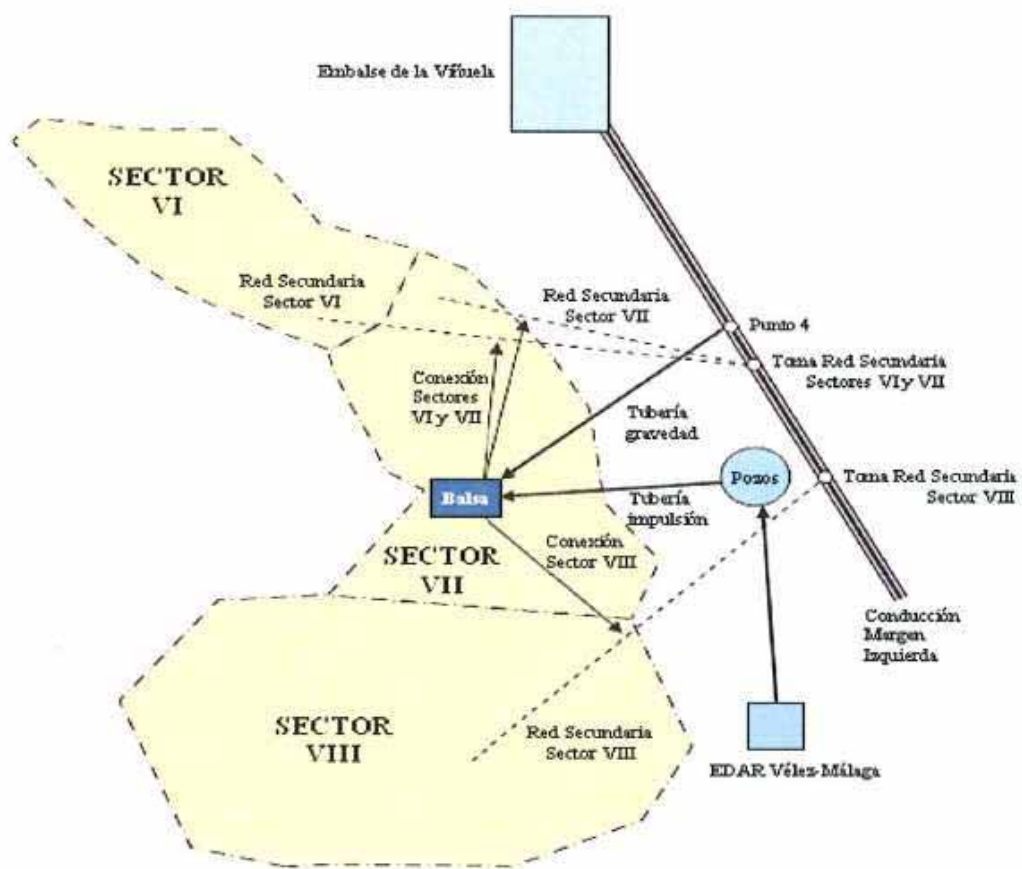 Embalse de la Viñuela
SECTOR
VI
Red Secundaria
Sector VI
Red Secundaria
Sector VII
Punto 4
Toma Red Secundaria
Sectores VI y VII
Conexión
Sectores
VI y VII
Tubería
gravedad
Pozos
Toma Red Secundaria
Sector VIII
Balsa
Tubería
impulsión
SECTOR
VII
Conexión
Sector VIII
Conducción
Margen
Izquierda
SECTOR
VIII
Red Secundaria
Sector VIII
EDAR Vélez-Málaga